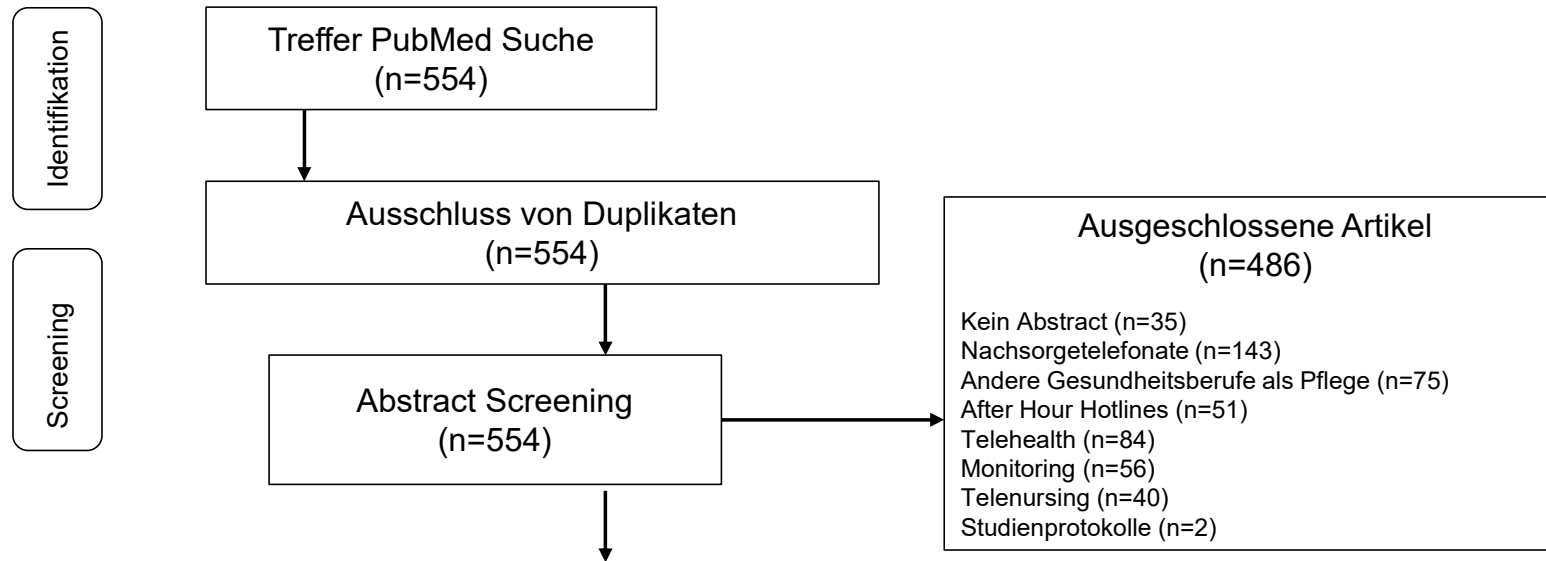 Identifikation
Treffer PubMed Suche
(n=554)
Ausschluss von Duplikaten
(n=554)
Screening
Abstract Screening
(n=554)
Ausgeschlossene Artikel
(n=486)
Kein Abstract (n=35)
Nachsorgetelefonate (n=143)
Andere Gesundheitsberufe als Pflege (n=75)
After Hour Hotlines (n=51)
Telehealth (n=84)
Monitoring (n=56)
Telenursing (n=40)
Studienprotokolle (n=2)